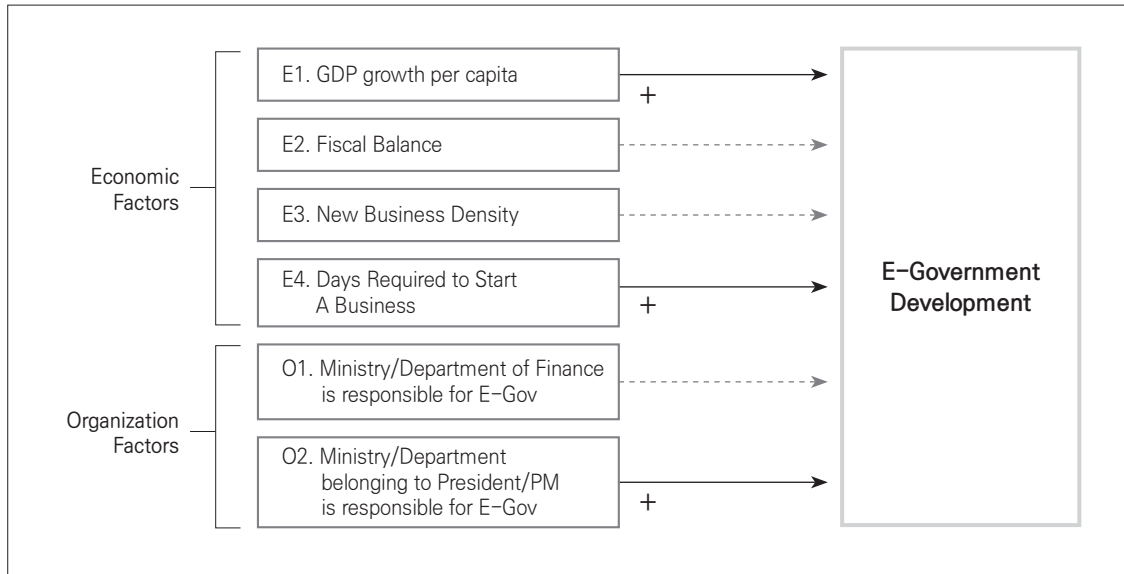 E1. GDP growth per capita
+
E2. Fiscal Balance
Economic
Factors
E3. New Business Density
E4. Days Required to Start
A Business
+
E-Government
Development
O1. Ministry/Department of Finance
is responsible for E-Gov
Organization
Factors
O2. Ministry/Department
belonging to President/PM
is responsible for E-Gov
+